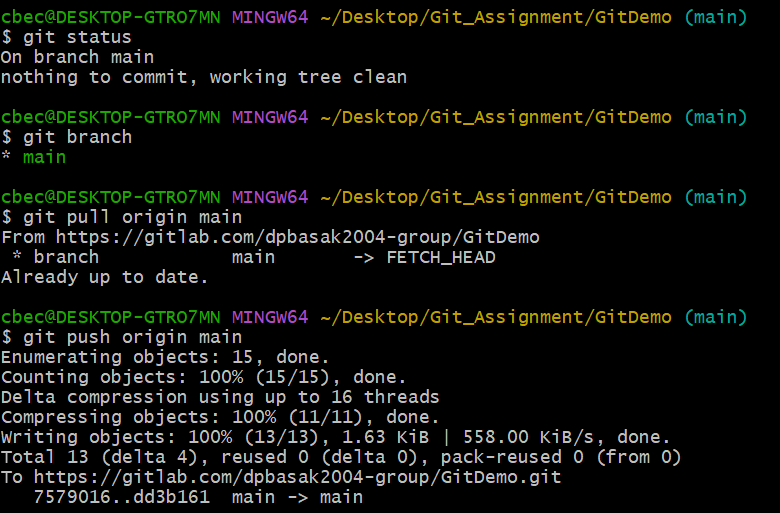 cbec@DESKTOP-GTRO7MN MINGW64 ~/Desktop/Git_Assignment/GitDemo (main)
$ git status
On branch main
nothing to commit, working tree clean
cbec@DESKTOP-GTRO7MN MINGW64 ~/Desktop/Git_Assignment/GitDemo (main)
$ git branch
* main
cbec@DESKTOP-GTRO7MN MINGW64 ~/Desktop/Git_Assignment/GitDemo (main)
$ git pull origin main
From https://gitlab.com/dpbasak2004-group/GitDemo
 * branch            main       -> FETCH_HEAD
Already up to date.
cbec@DESKTOP-GTRO7MN MINGW64 ~/Desktop/Git_Assignment/GitDemo (main)
$ git push origin main
Enumerating objects: 15, done.
Counting objects: 100% (15/15), done.
Delta compression using up to 16 threads
Compressing objects: 100% (11/11), done.
Writing objects: 100% (13/13), 1.63 KiB | 558.00 KiB/s, done.
Total 13 (delta 4), reused 0 (delta 0), pack-reused 0 (from 0)
To https://gitlab.com/dpbasak2004-group/GitDemo.git
   7579016..dd3b161  main -> main